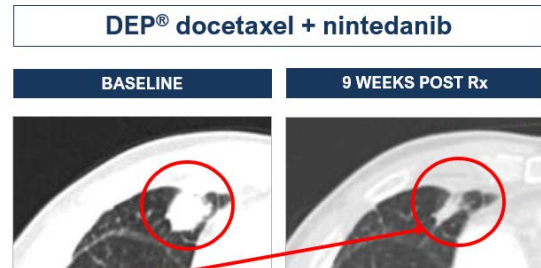 DEP® docetaxel + nintedanib
BASELINE
9 WEEKS POST Rx